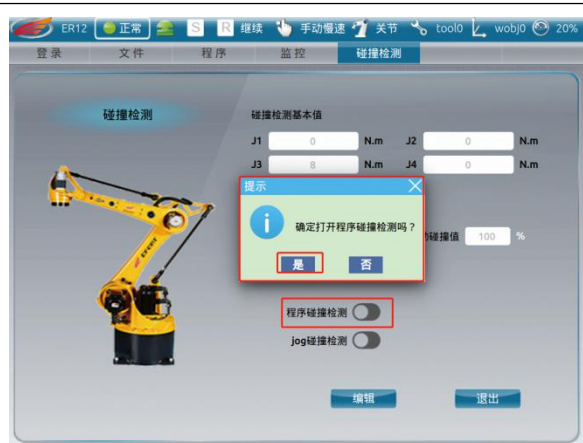 ER12 正常 S R 继续 手动慢速 关节 tool0 wobj0 20%
登录 文件 程序 监控 碰撞检测
碰撞检测
碰撞检测基本值
J1 0 N.m J2 0 N.m
J3 8 N.m J4 0 N.m
提示
确定打开程序碰撞检测吗？
是 否
碰撞值 100 %
程序碰撞检测
jog碰撞检测
编辑 退出
EFORT